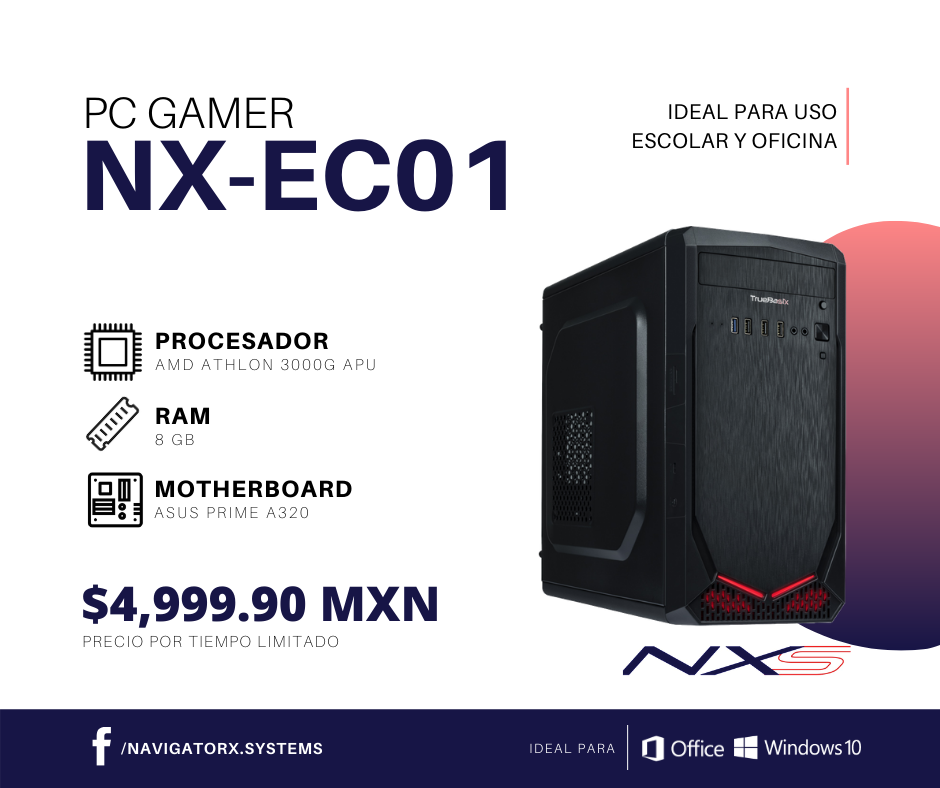 PC GAMER
NX-EC01
IDEAL PARA USO
ESCOLAR Y OFICINA
TrueBasix
PROCESADOR
AMD ATHLON 3000G APU
RAM
8 GB
MOTHERBOARD
ASUS PRIME A320
$4,999.90 MXN
PRECIO POR TIEMPO LIMITADO
NXS
f /NAVIGATORX.SYSTEMS
IDEAL PARA
Office
Windows 10